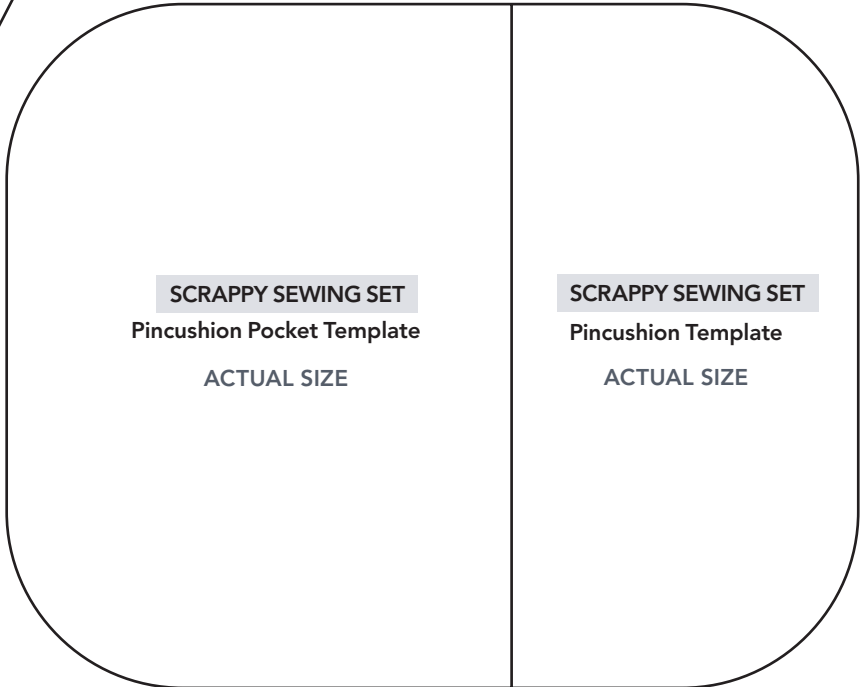 SCRAPPY SEWING SET
Pincushion Pocket Template
ACTUAL SIZE
SCRAPPY SEWING SET
Pincushion Template
ACTUAL SIZE